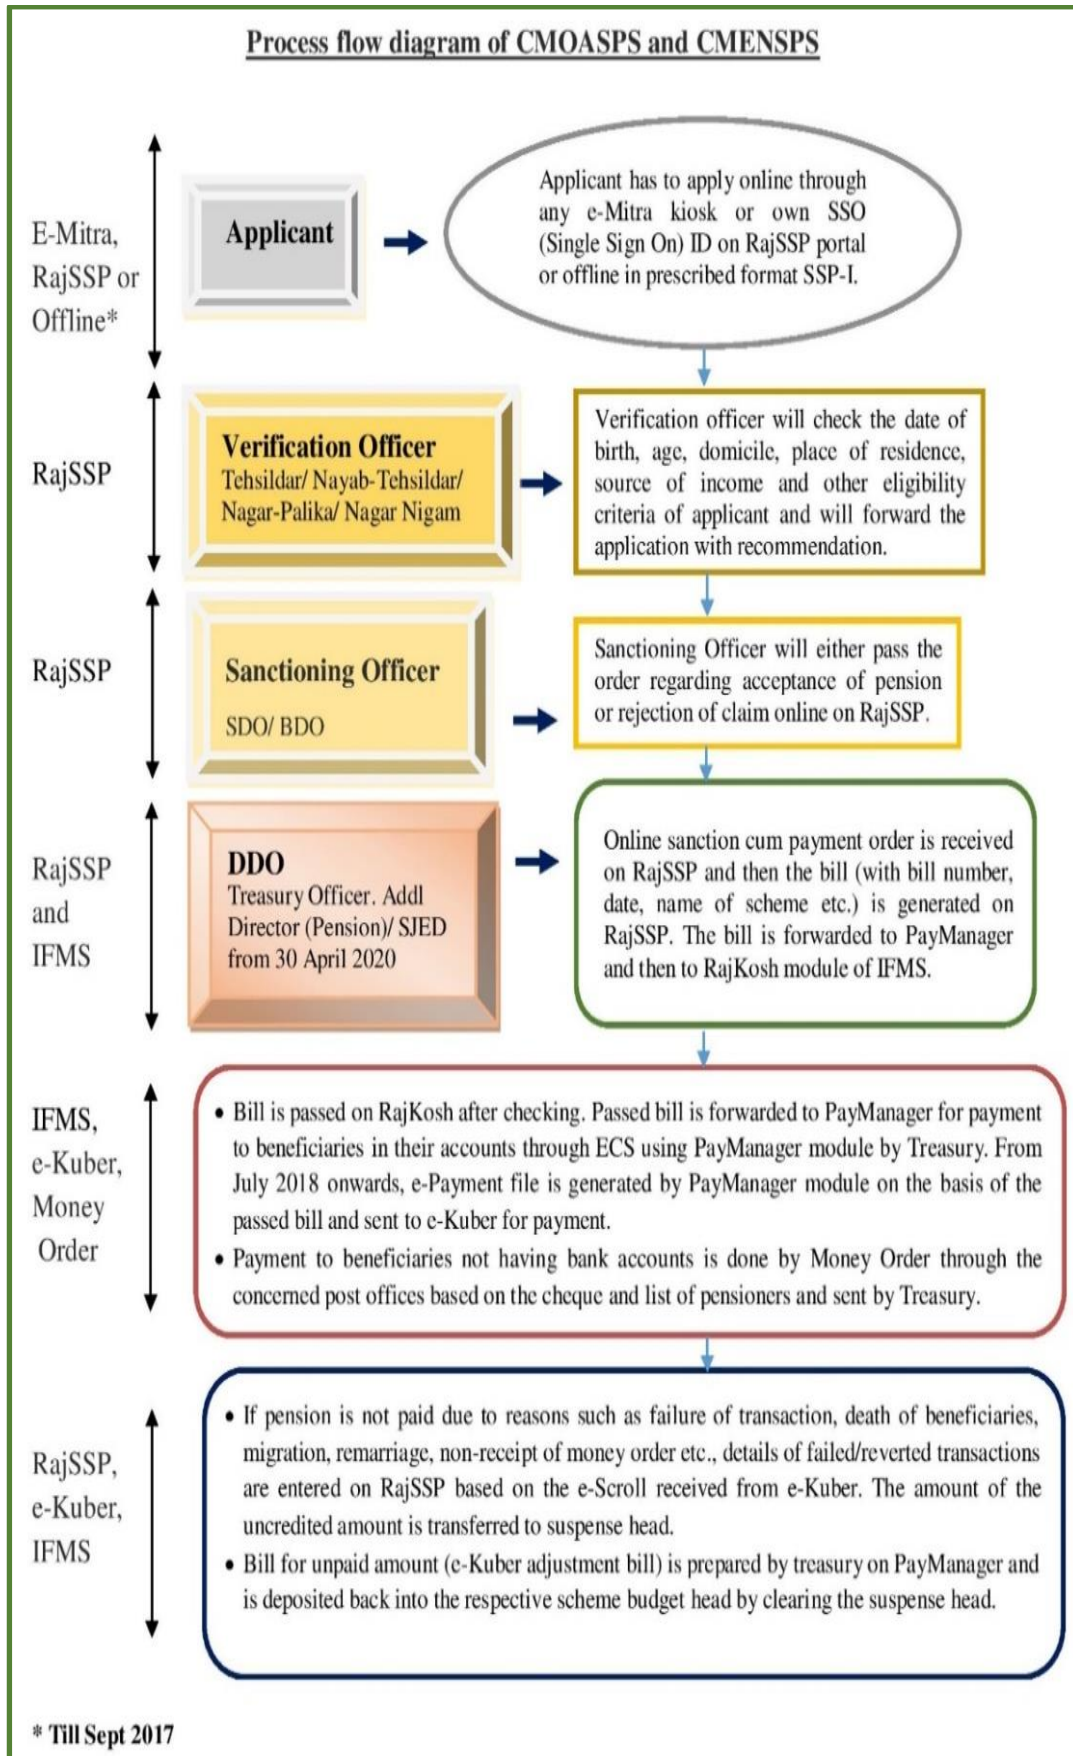 Process flow diagram of CMOASPS and CMENSPS
E-Mitra,
RajSSP or
Offline*
Applicant
Applicant has to apply online through
any e-Mitra kiosk or own SSO
(Single Sign On) ID on RajSSP portal
or offline in prescribed format SSP-I.
RajSSP
Verification Officer
Tehsildar/ Nayab-Tehsildar/
Nagar-Palika/ Nagar Nigam
Verification officer will check the date of
birth, age, domicile, place of residence,
source of income and other eligibility
criteria of applicant and will forward the
application with recommendation.
RajSSP
Sanctioning Officer
SDO/ BDO
Sanctioning Officer will either pass the
order regarding acceptance of pension
or rejection of claim online on RajSSP.
RajSSP
and
IFMS
DDO
Treasury Officer. Addl
Director (Pension)/ SJED
from 30 April 2020
Online sanction cum payment order is received
on RajSSP and then the bill (with bill number,
date, name of scheme etc.) is generated on
RajSSP. The bill is forwarded to PayManager
and then to RajKosh module of IFMS.
IFMS,
e-Kuber,
Money
Order
• Bill is passed on RajKosh after checking. Passed bill is forwarded to PayManager for payment
to beneficiaries in their accounts through ECS using PayManager module by Treasury. From
July 2018 onwards, e-Payment file is generated by PayManager module on the basis of the
passed bill and sent to e-Kuber for payment.
• Payment to beneficiaries not having bank accounts is done by Money Order through the
concerned post offices based on the cheque and list of pensioners and sent by Treasury.
RajSSP,
e-Kuber,
IFMS
• If pension is not paid due to reasons such as failure of transaction, death of beneficiaries,
migration, remarriage, non-receipt of money order etc., details of failed/reverted transactions
are entered on RajSSP based on the e-Scroll received from e-Kuber. The amount of the
uncredited amount is transferred to suspense head.
• Bill for unpaid amount (e-Kuber adjustment bill) is prepared by treasury on PayManager and
is deposited back into the respective scheme budget head by clearing the suspense head.
* Till Sept 2017